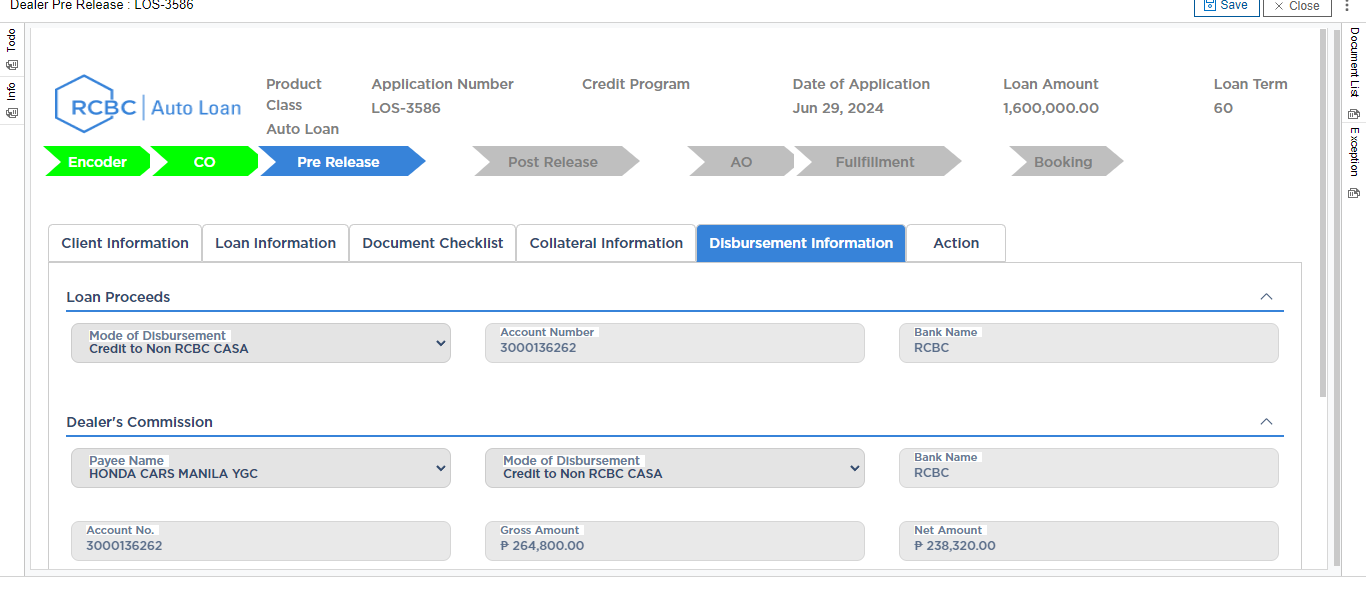 Dealer Pre Release : LOS-3586
Save
Close
Todo
Info
Document List
Exception
RCBC | Auto Loan
Product Class
Auto Loan
Application Number
LOS-3586
Credit Program
Date of Application
Jun 29, 2024
Loan Amount
1,600,000.00
Loan Term
60
Encoder
CO
Pre Release
Post Release
AO
Fullfillment
Booking
Client Information
Loan Information
Document Checklist
Collateral Information
Disbursement Information
Action
Loan Proceeds
Mode of Disbursement
Credit to Non RCBC CASA
Account Number
3000136262
Bank Name
RCBC
Dealer's Commission
Payee Name
HONDA CARS MANILA YGC
Mode of Disbursement
Credit to Non RCBC CASA
Bank Name
RCBC
Account No.
3000136262
Gross Amount
₱ 264,800.00
Net Amount
₱ 238,320.00